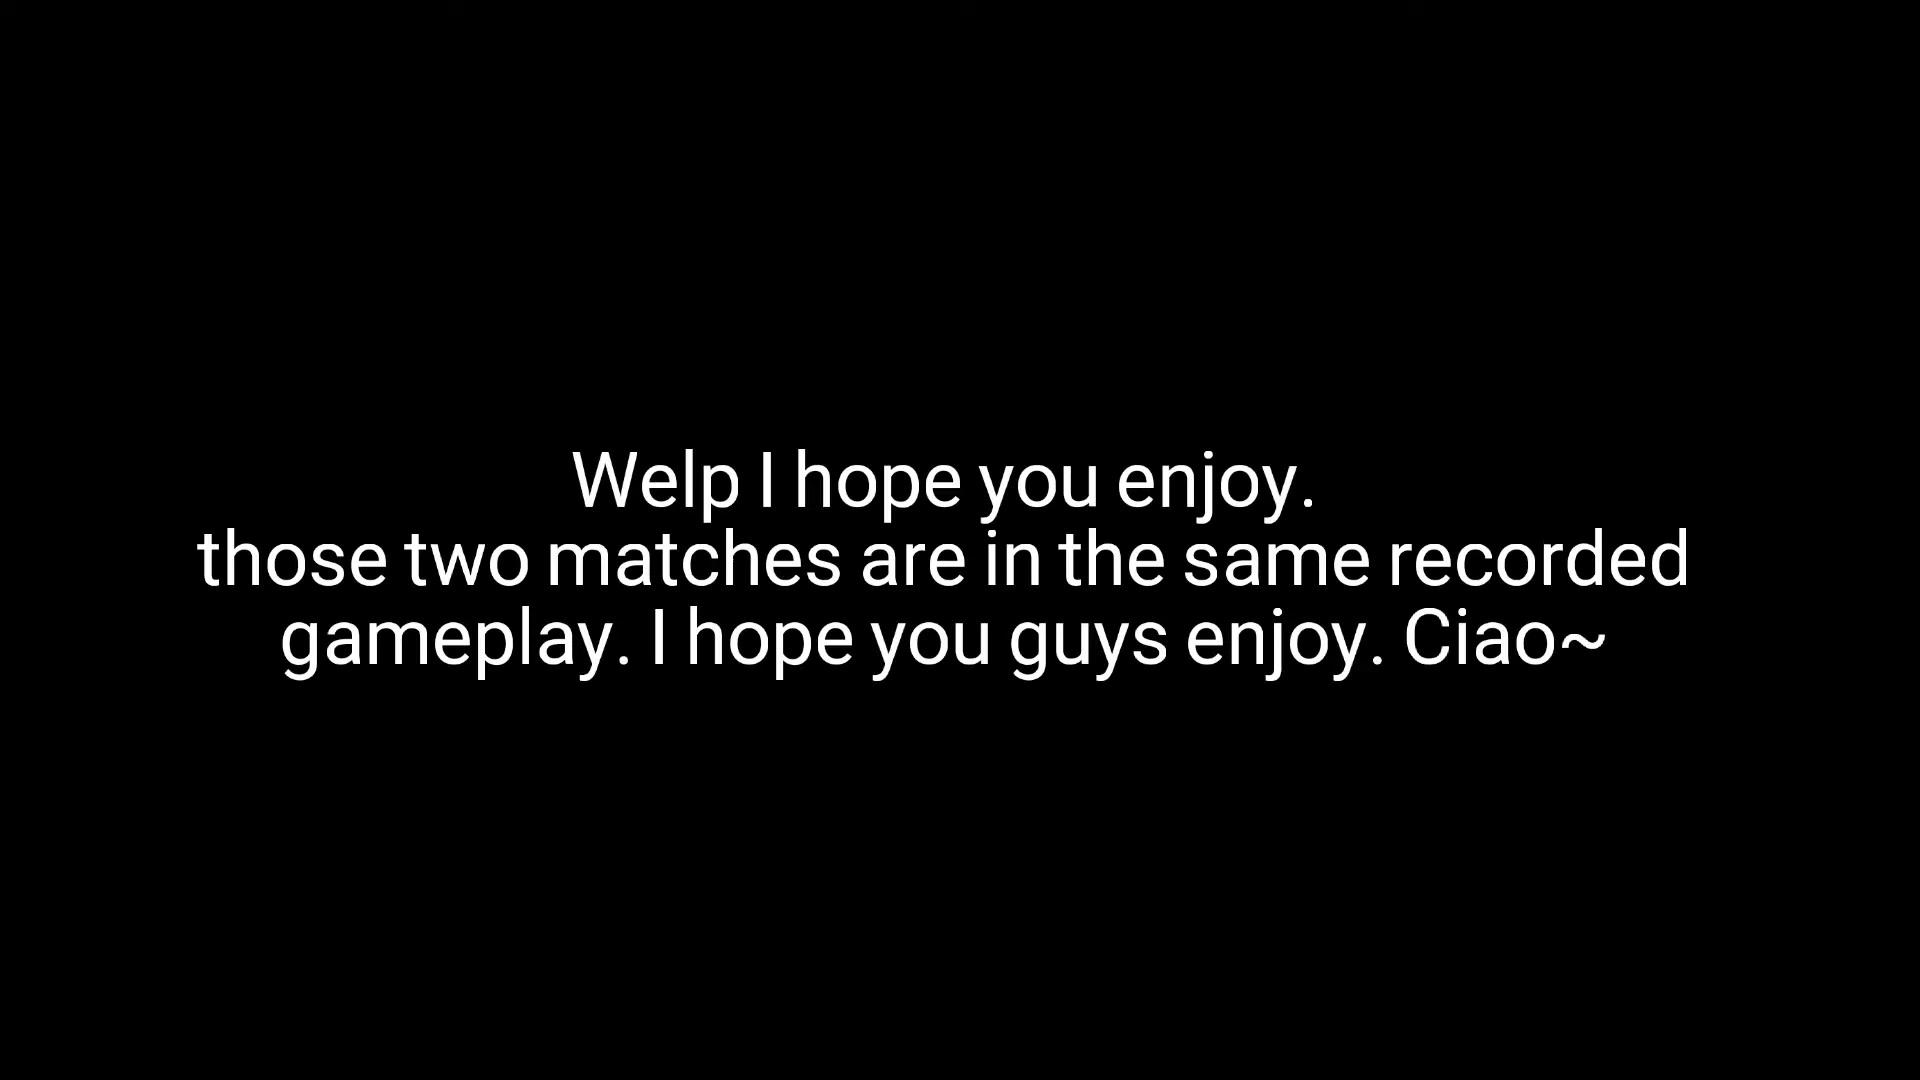 Welp I hope you enjoy.
those two matches are in the same recorded
gameplay. I hope you guys enjoy. Ciao~